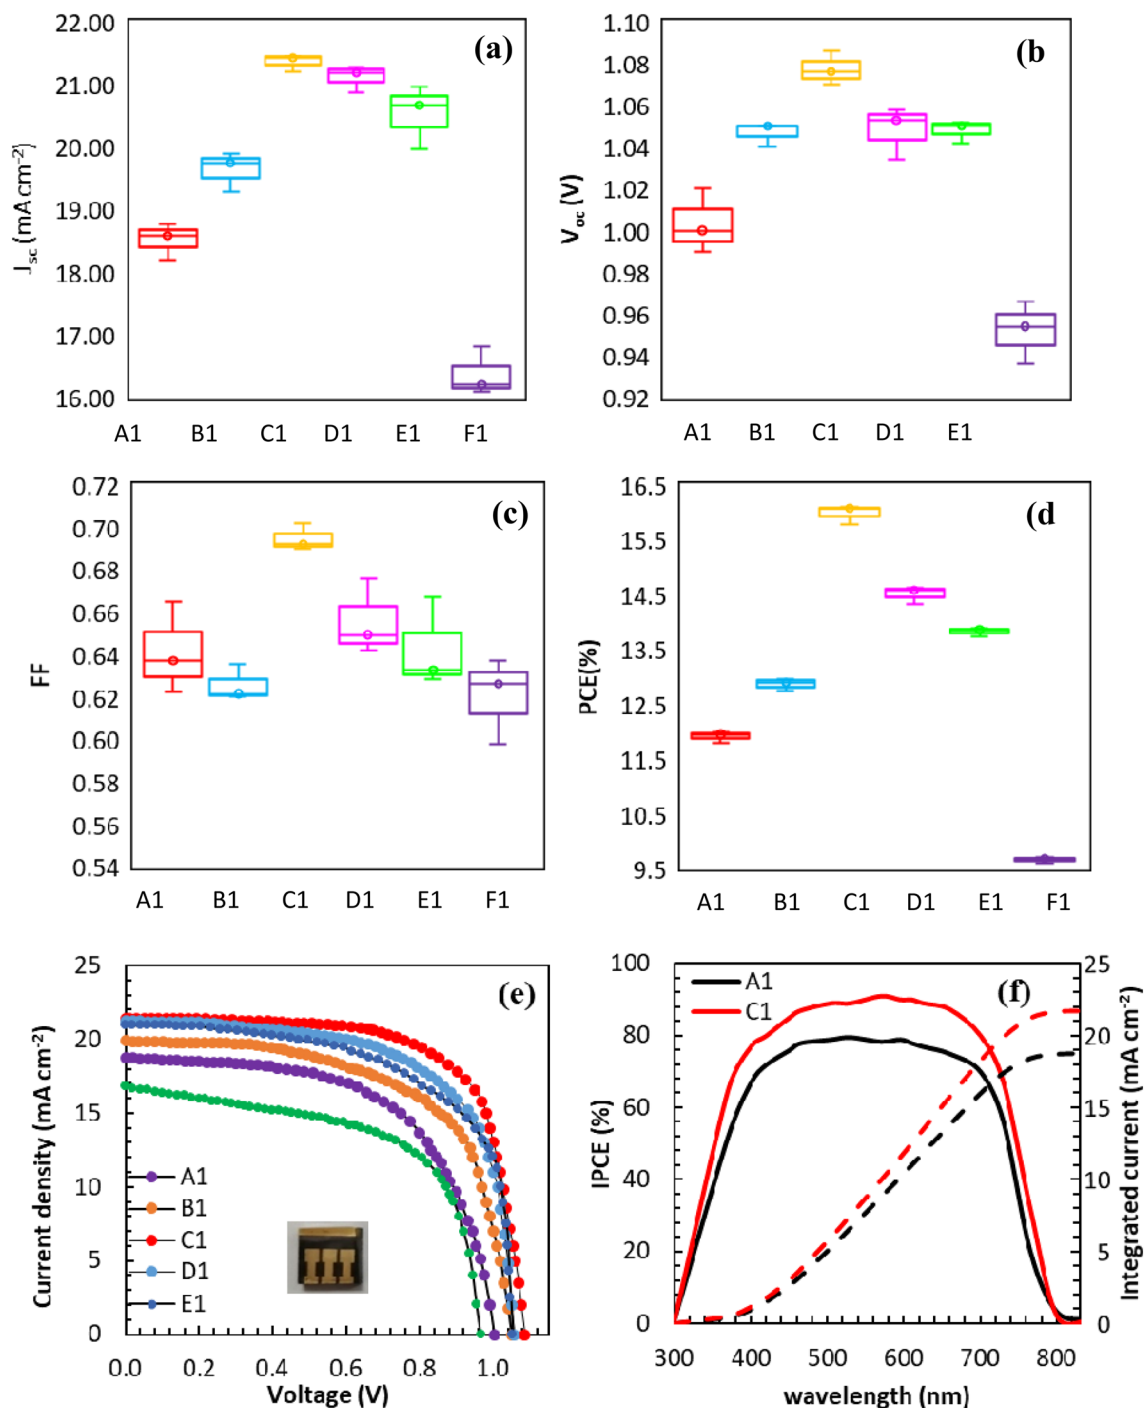 (a)
22.00
21.00
20.00
19.00
18.00
17.00
16.00
J_sc (mA cm⁻²)
A1 B1 C1 D1 E1 F1
(b)
1.10
1.08
1.06
1.04
1.02
1.00
0.98
0.96
0.94
0.92
V_oc (V)
A1 B1 C1 D1 E1
(c)
0.72
0.70
0.68
0.66
0.64
0.62
0.60
0.58
0.56
0.54
FF
A1 B1 C1 D1 E1 F1
(d)
16.5
15.5
14.5
13.5
12.5
11.5
9.5
PCE(%)
A1 B1 C1 D1 E1 F1
(e)
25
20
15
10
5
0
Current density (mA cm⁻²)
A1
B1
C1
D1
E1
0.0 0.2 0.4 0.6 0.8 1.0
Voltage (V)
(f)
A1
C1
100
80
60
40
20
0
IPCE (%)
25
20
15
10
5
0
Integrated current (mA cm⁻²)
300 400 500 600 700 800
wavelength (nm)